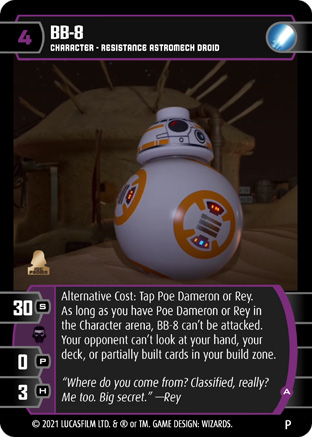 4
BB-8
CHARACTER • RESISTANCE ASTROMECH DROID
30 S
0 P
3 H
Alternative Cost: Tap Poe Dameron or Rey.
As long as you have Poe Dameron or Rey in
the Character arena, BB-8 can't be attacked.
Your opponent can't look at your hand, your
deck, or partially built cards in your build zone.
“Where do you come from? Classified, really?
Me too. Big secret.” —Rey
A
© 2021 LUCASFILM LTD. & ® or TM. GAME DESIGN: WIZARDS.
P